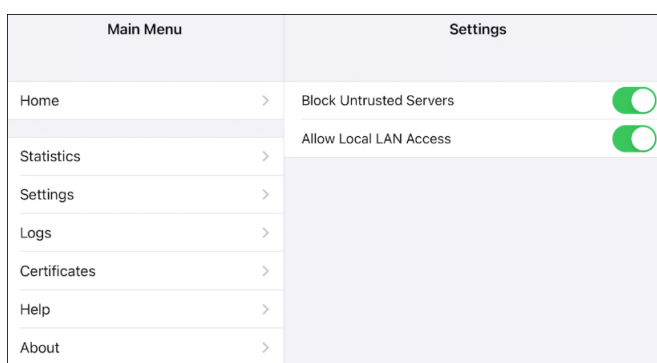 Main Menu
Home
Statistics
Settings
Logs
Certificates
Help
About
Settings
Block Untrusted Servers
Allow Local LAN Access